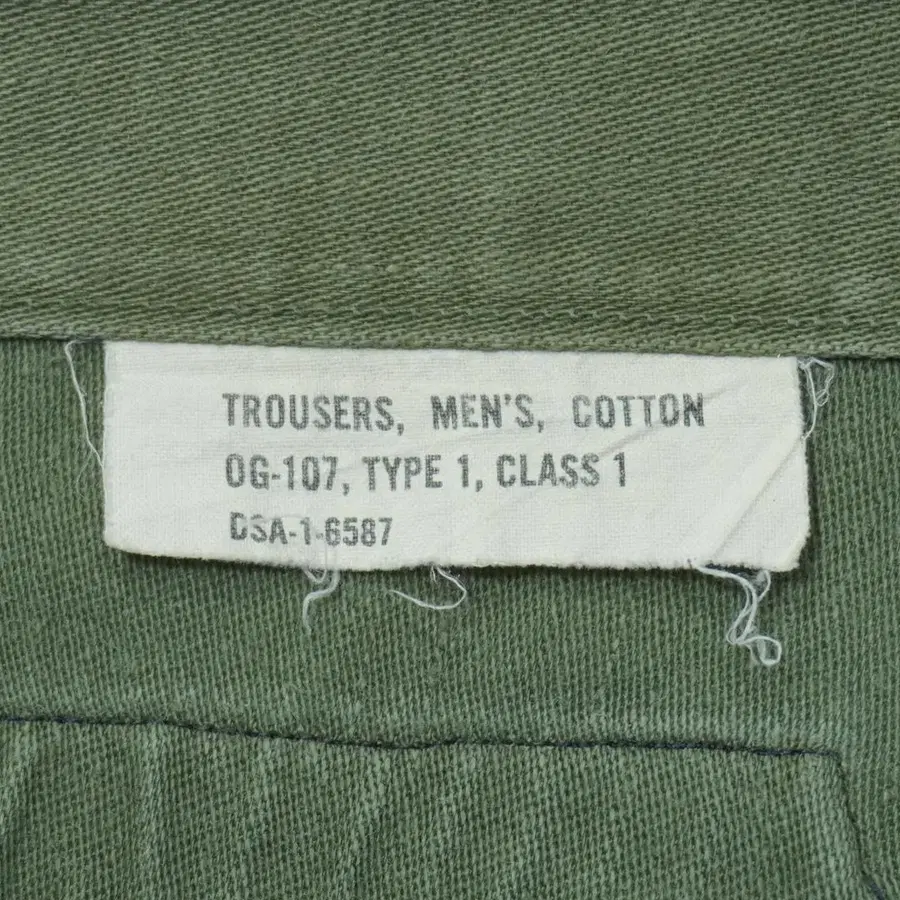 TROUSERS, MEN'S, COTTON
OG-107, TYPE 1, CLASS 1
DSA-1-6587